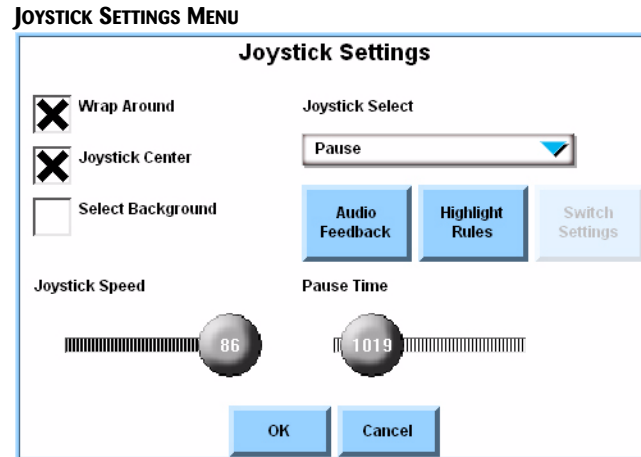 JOYSTICK SETTINGS MENU
Joystick Settings
Wrap Around
Joystick Center
Select Background
Joystick Select
Pause
Audio
Feedback
Highlight
Rules
Switch
Settings
Joystick Speed
86
Pause Time
1019
OK
Cancel